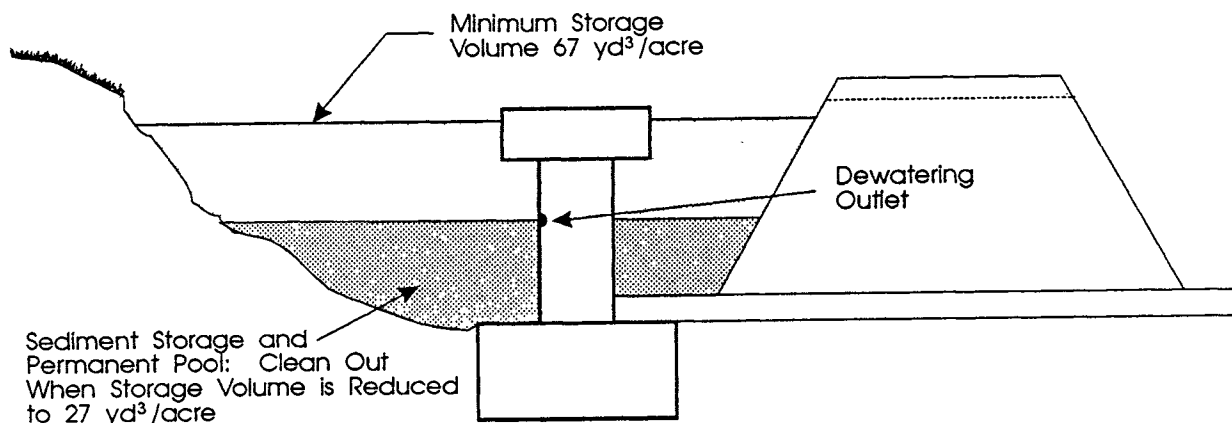 Minimum Storage
Volume 67 yd³/acre
Dewatering
Outlet
Sediment Storage and
Permanent Pool: Clean Out
When Storage Volume is Reduced
to 27 yd³/acre